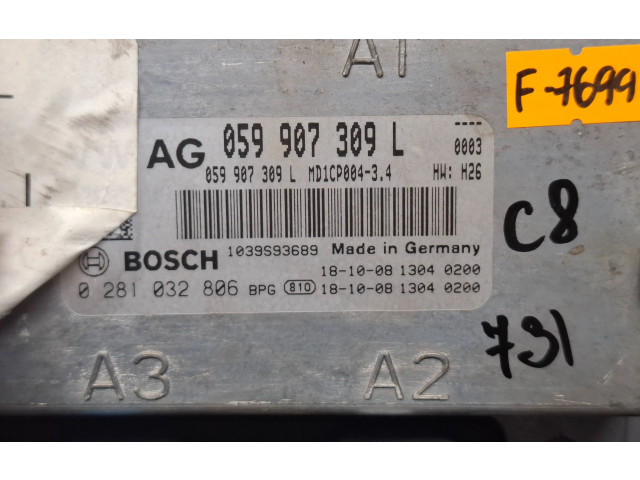 A1
F-7699
AG 059 907 309 L
----
0003
059 907 309 L MD1CP004-3.4 HW: H26
C8
BOSCH 1039S93689 Made in Germany
18-10-08 1304 0200
0 281 032 806 BPG 810 18-10-08 1304 0200
731
A3 A2